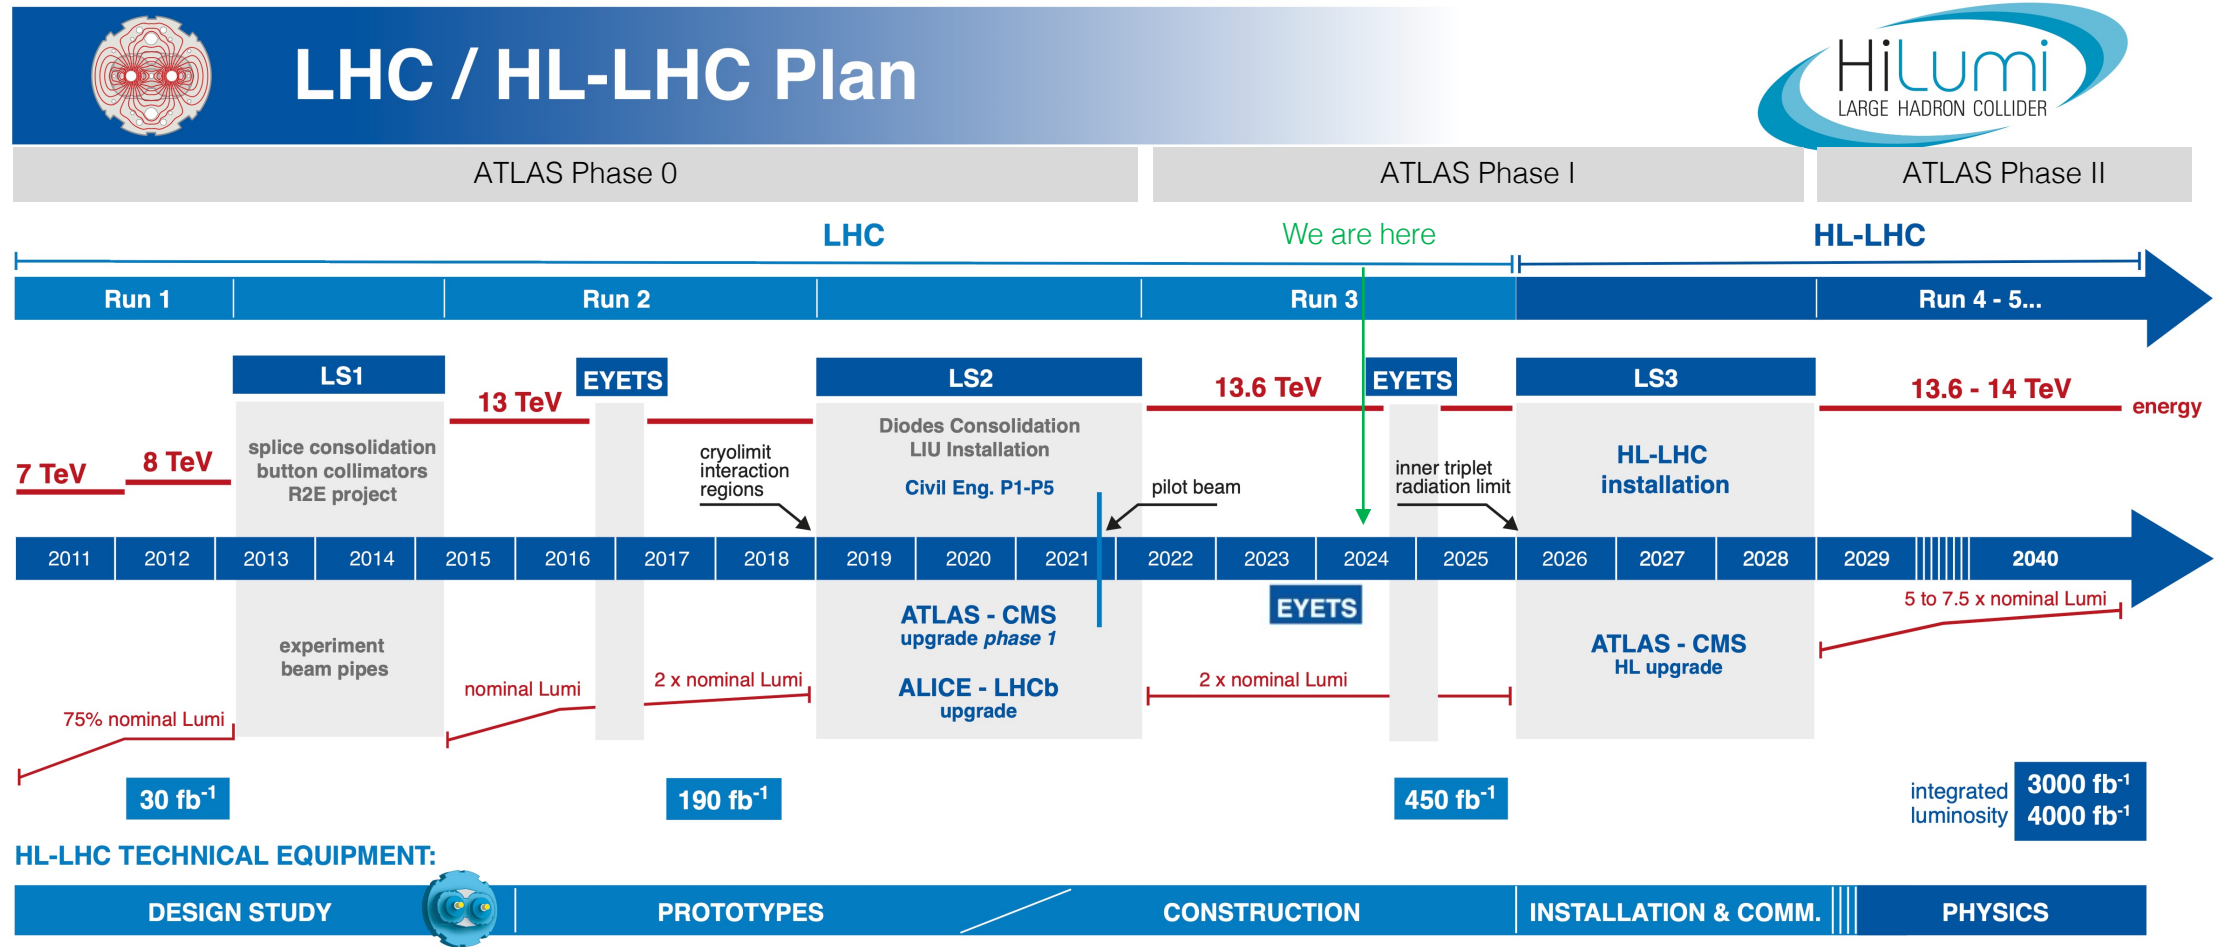 LHC / HL-LHC Plan
HiLumi
LARGE HADRON COLLIDER
ATLAS Phase 0
ATLAS Phase I
ATLAS Phase II
LHC
We are here
HL-LHC
Run 1
Run 2
Run 3
Run 4 - 5...
LS1
EYETS
LS2
EYETS
LS3
7 TeV
8 TeV
13 TeV
13.6 TeV
13.6 - 14 TeV
energy
splice consolidation
button collimators
R2E project
cryolimit
interaction
regions
Diodes Consolidation
LIU Installation
Civil Eng. P1-P5
pilot beam
inner triplet
radiation limit
HL-LHC
installation
2011
2012
2013
2014
2015
2016
2017
2018
2019
2020
2021
2022
2023
2024
2025
2026
2027
2028
2029
2040
experiment
beam pipes
ATLAS - CMS
upgrade phase 1
ALICE - LHCb
upgrade
EYETS
ATLAS - CMS
HL upgrade
5 to 7.5 x nominal Lumi
75% nominal Lumi
nominal Lumi
2 x nominal Lumi
2 x nominal Lumi
30 fb⁻¹
190 fb⁻¹
450 fb⁻¹
integrated
luminosity
3000 fb⁻¹
4000 fb⁻¹
HL-LHC TECHNICAL EQUIPMENT:
DESIGN STUDY
PROTOTYPES
CONSTRUCTION
INSTALLATION & COMM.
PHYSICS